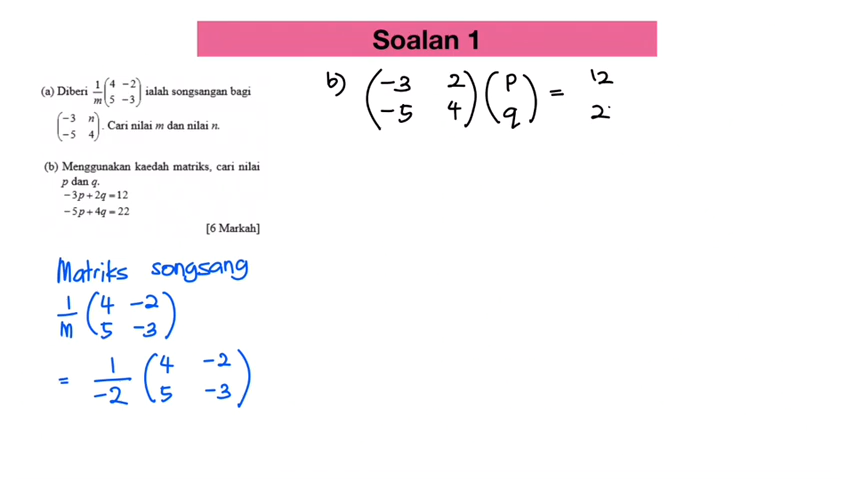 Soalan 1
(a) Diberi 1/m (4 −2
5 −3) ialah songsangan bagi
(−3 n
−5 4). Cari nilai m dan nilai n.
(b) Menggunakan kaedah matriks, cari nilai
p dan q.
−3p+2q =12
−5p+4q =22
[6 Markah]
Matriks songsang
1/m (4 −2
5 −3)
= 1/−2 (4 −2
5 −3)
b) (−3 2
−5 4) (p
q) = 12
2